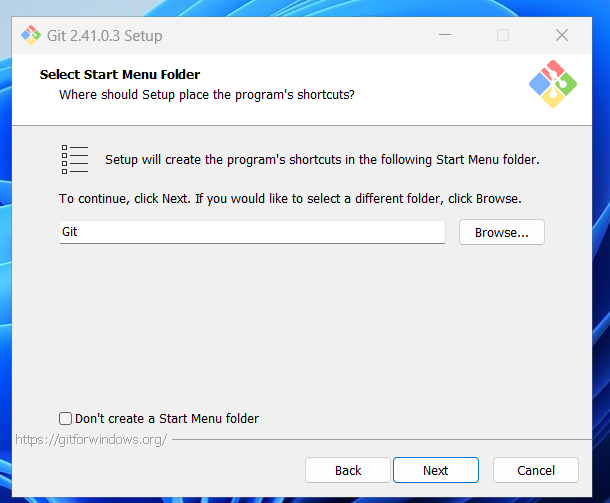 Git 2.41.0.3 Setup
Select Start Menu Folder
Where should Setup place the program's shortcuts?
Setup will create the program's shortcuts in the following Start Menu folder.
To continue, click Next. If you would like to select a different folder, click Browse.
Git
Browse...
Don't create a Start Menu folder
https://gitforwindows.org/
Back
Next
Cancel